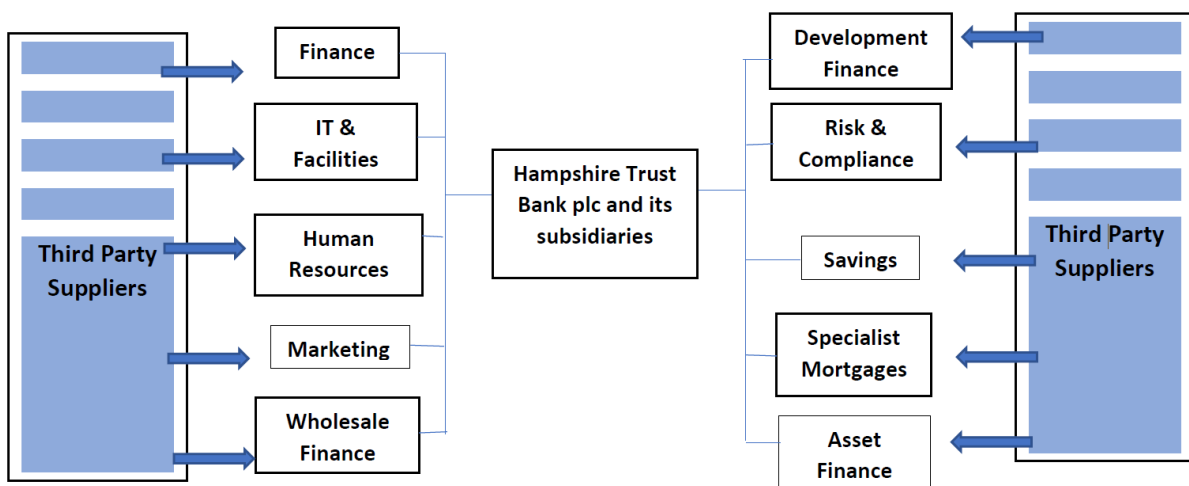 Third Party
Suppliers
Finance
IT &
Facilities
Human
Resources
Marketing
Wholesale
Finance
Hampshire Trust
Bank plc and its
subsidiaries
Development
Finance
Risk &
Compliance
Savings
Specialist
Mortgages
Asset
Finance
Third Party
Suppliers